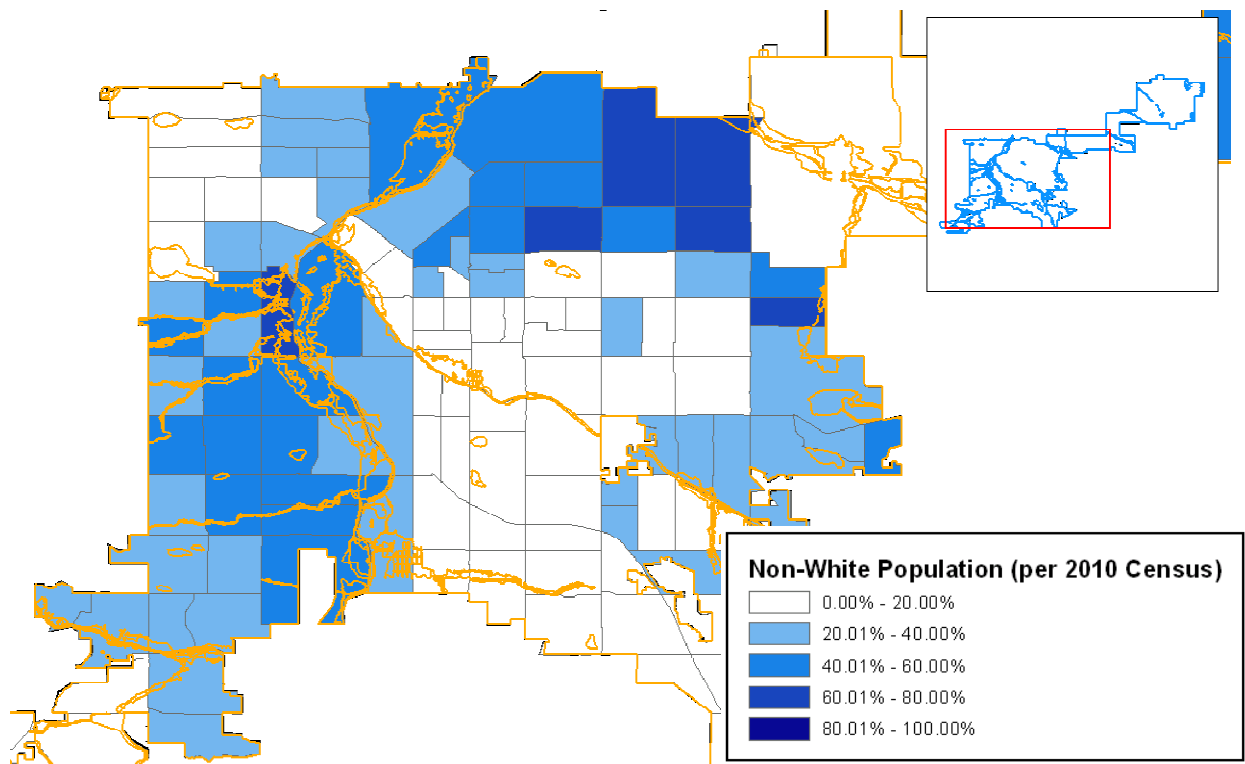 Non-White Population (per 2010 Census)
0.00% - 20.00%
20.01% - 40.00%
40.01% - 60.00%
60.01% - 80.00%
80.01% - 100.00%